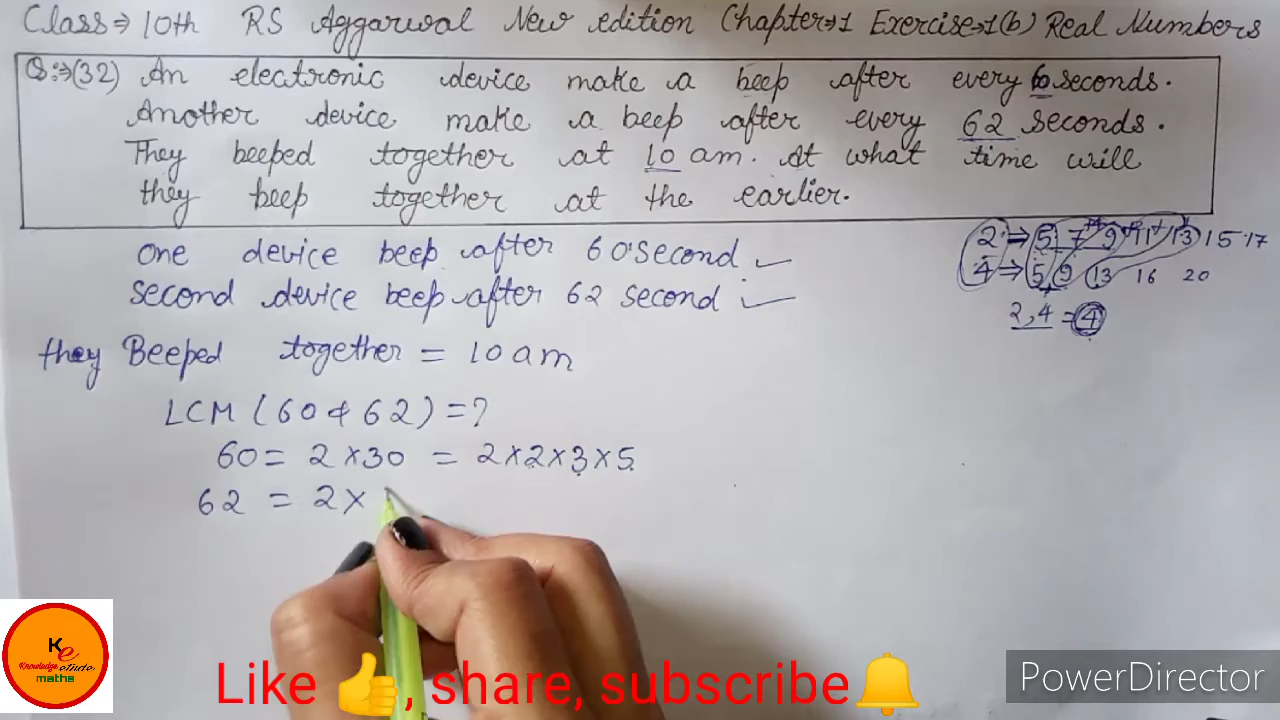 Class⇒ 10th RS Aggarwal New edition Chapter→1 Exercise→1(b) Real Numbers
Q:⇒(32) An electronic device make a beep after every 60 seconds.
Another device make a beep after every 62 seconds.
They beeped together at 10 am. At what time will
they beep together at the earlier.
One device beep after 60 second
Second device beep after 62 second
2 ⇒ 5 7 9 11 13 15 17
4 ⇒ 5 9 13 16 20
2, 4 = 4
they Beeped together = 10 am
LCM (60 & 62) = ?
60 = 2 × 30 = 2 × 2 × 3 × 5
62 = 2 ×
Ke
Knowledge etude
maths
Like 👍, share, subscribe🔔
PowerDirector